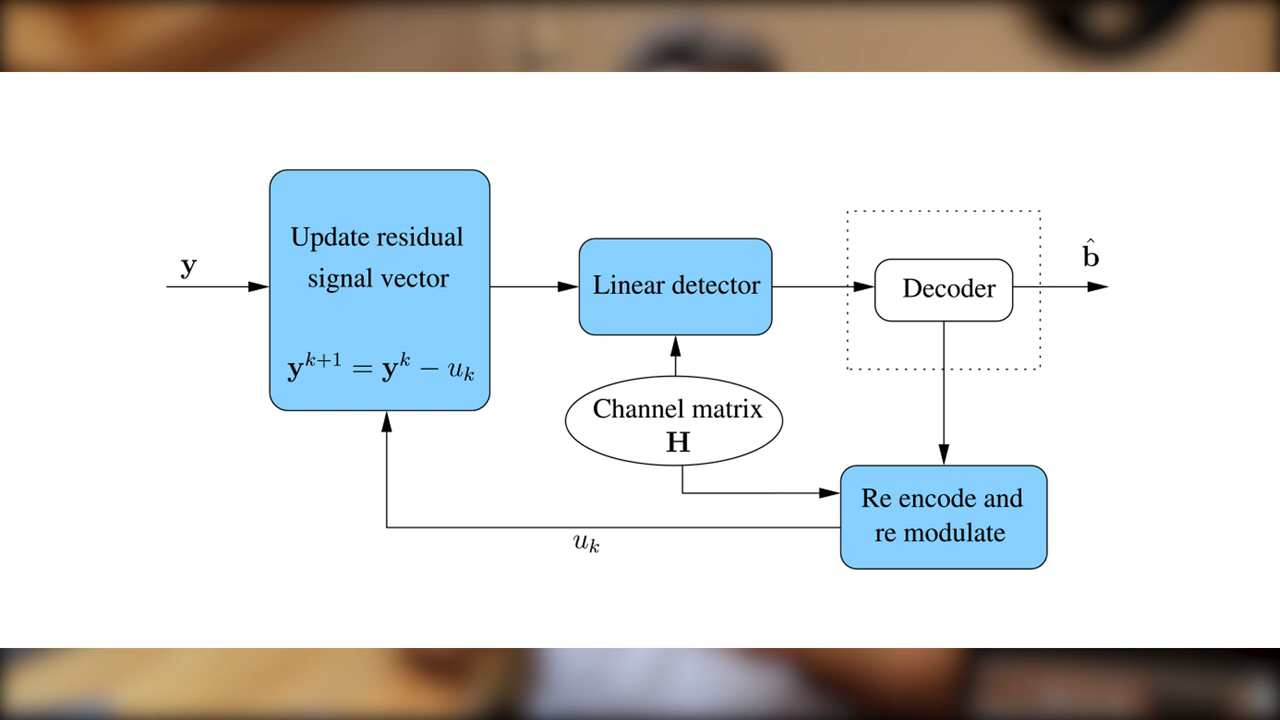 y
Update residual
signal vector
y^{k+1} = y^k − u_k
Linear detector
Decoder
b̂
Channel matrix
H
Re encode and
re modulate
u_k